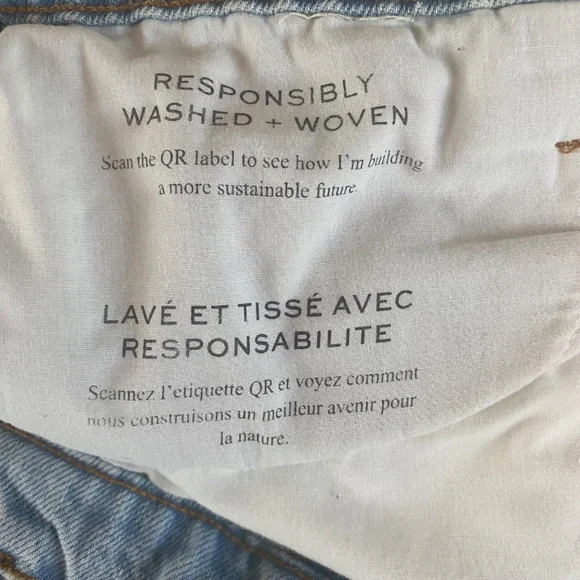 RESPONSIBLY
WASHED + WOVEN
Scan the QR label to see how I'm building
a more sustainable future.
LAVÉ ET TISSÉ AVEC
RESPONSABILITE
Scannez l'etiquette QR et voyez comment
nous construisons un meilleur avenir pour
la nature.